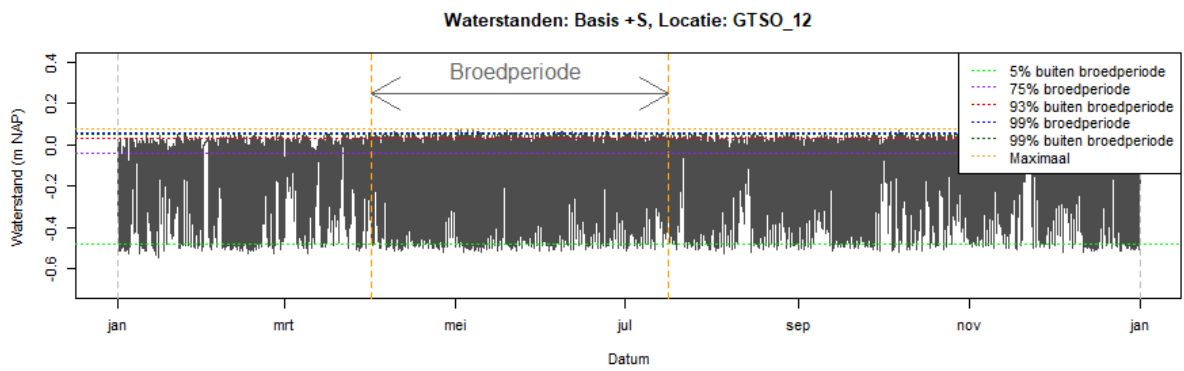 Waterstanden: Basis +S, Locatie: GTSO_12
Waterstand (m NAP)
0.4
0.2
0.0
-0.2
-0.4
-0.6
Broedperiode
5% buiten broedperiode
75% broedperiode
93% buiten broedperiode
99% broedperiode
99% buiten broedperiode
Maximaal
jan mrt mei jul sep nov jan
Datum